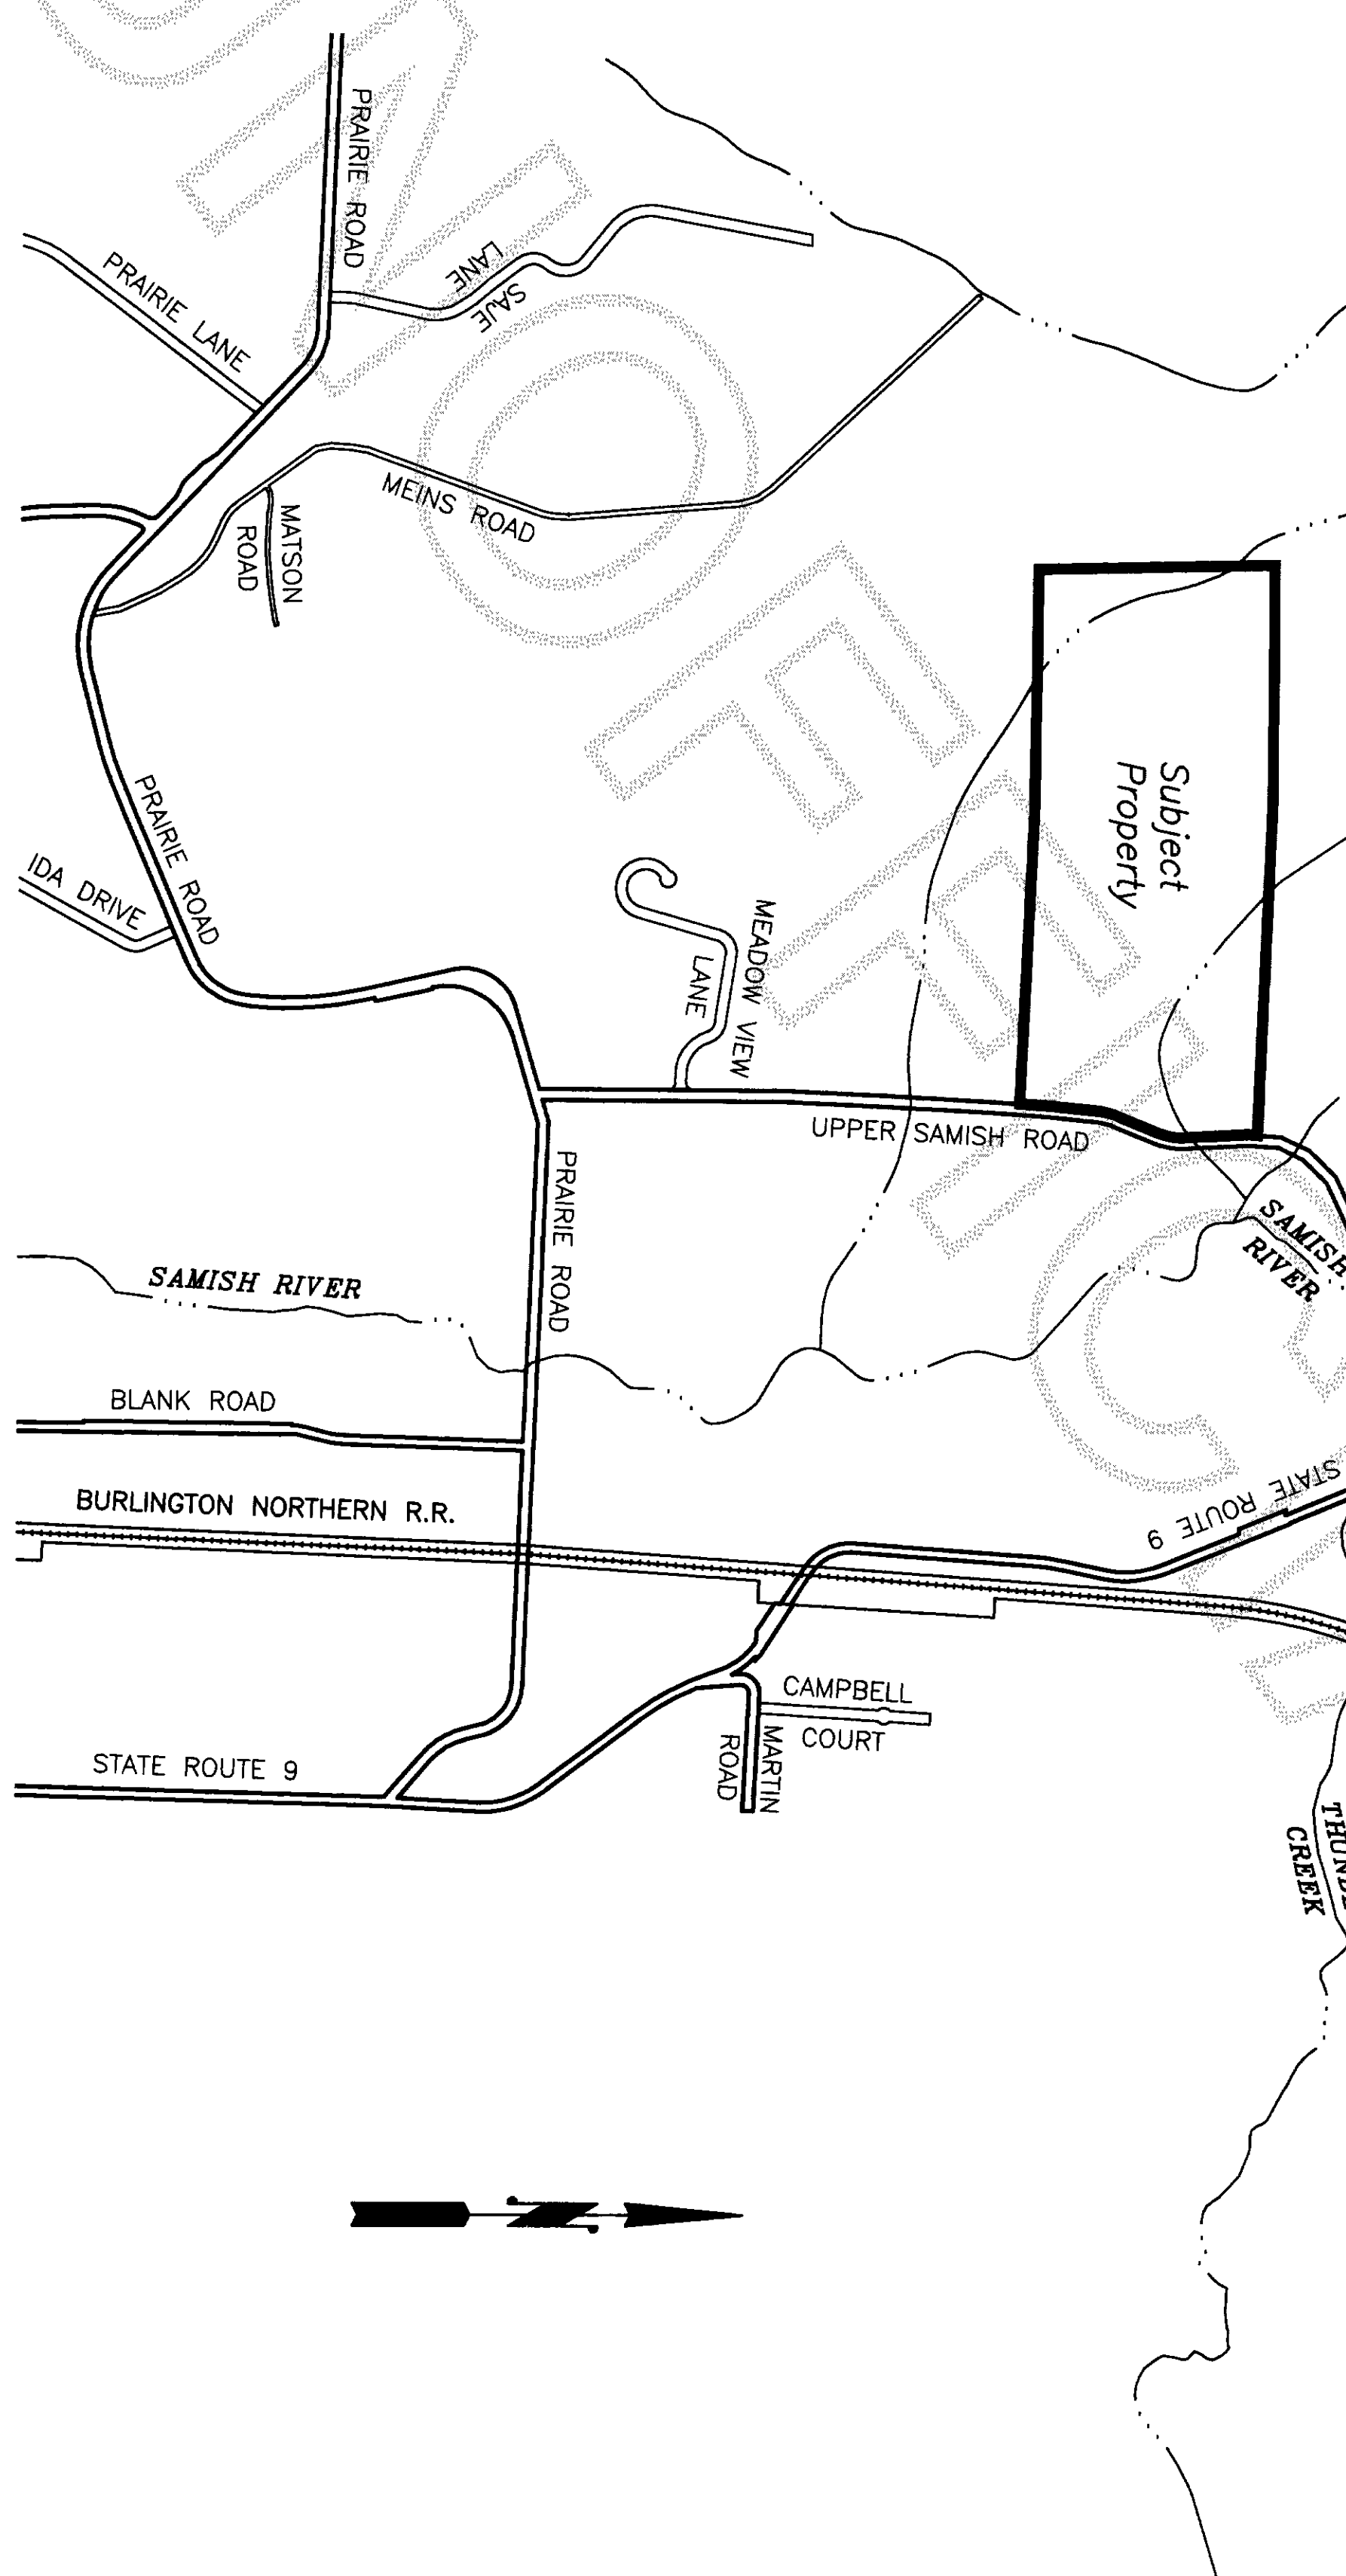 PRAIRIE ROAD
PRAIRIE LANE
SAJE
LANE
MEINS ROAD
MATSON
ROAD
Subject
Property
PRAIRIE ROAD
IDA DRIVE
MEADOW VIEW
LANE
UPPER SAMISH ROAD
PRAIRIE ROAD
SAMISH
RIVER
SAMISH RIVER
BLANK ROAD
STATE ROUTE 9
BURLINGTON NORTHERN R.R.
CAMPBELL
COURT
MARTIN
ROAD
STATE ROUTE 9
CREEK